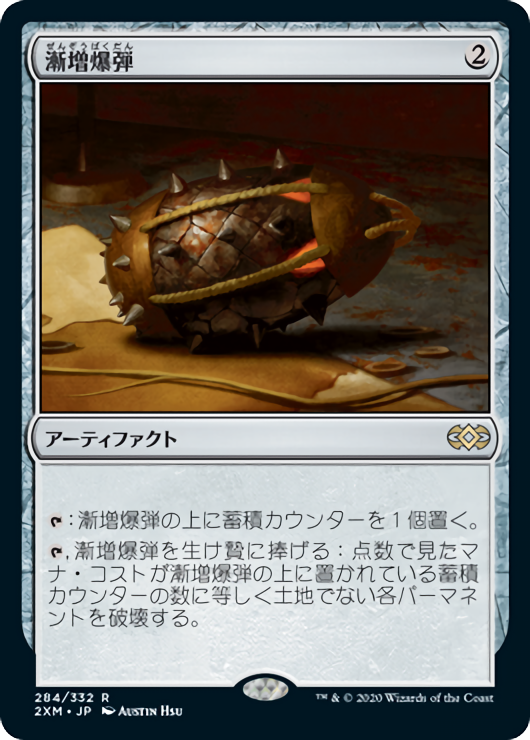 ぜんぞうばくだん
漸増爆弾 2
アーティファクト
:漸増爆弾の上に蓄積カウンターを1個置く。
,漸増爆弾を生け贄に捧げる:点数で見たマ
ナ・コストが漸増爆弾の上に置かれている蓄積
カウンターの数に等しく土地でない各パーマネ
ントを破壊する。
284/332 R
2XM • JP Austin Hsu
™ & © 2020 Wizards of the Coast